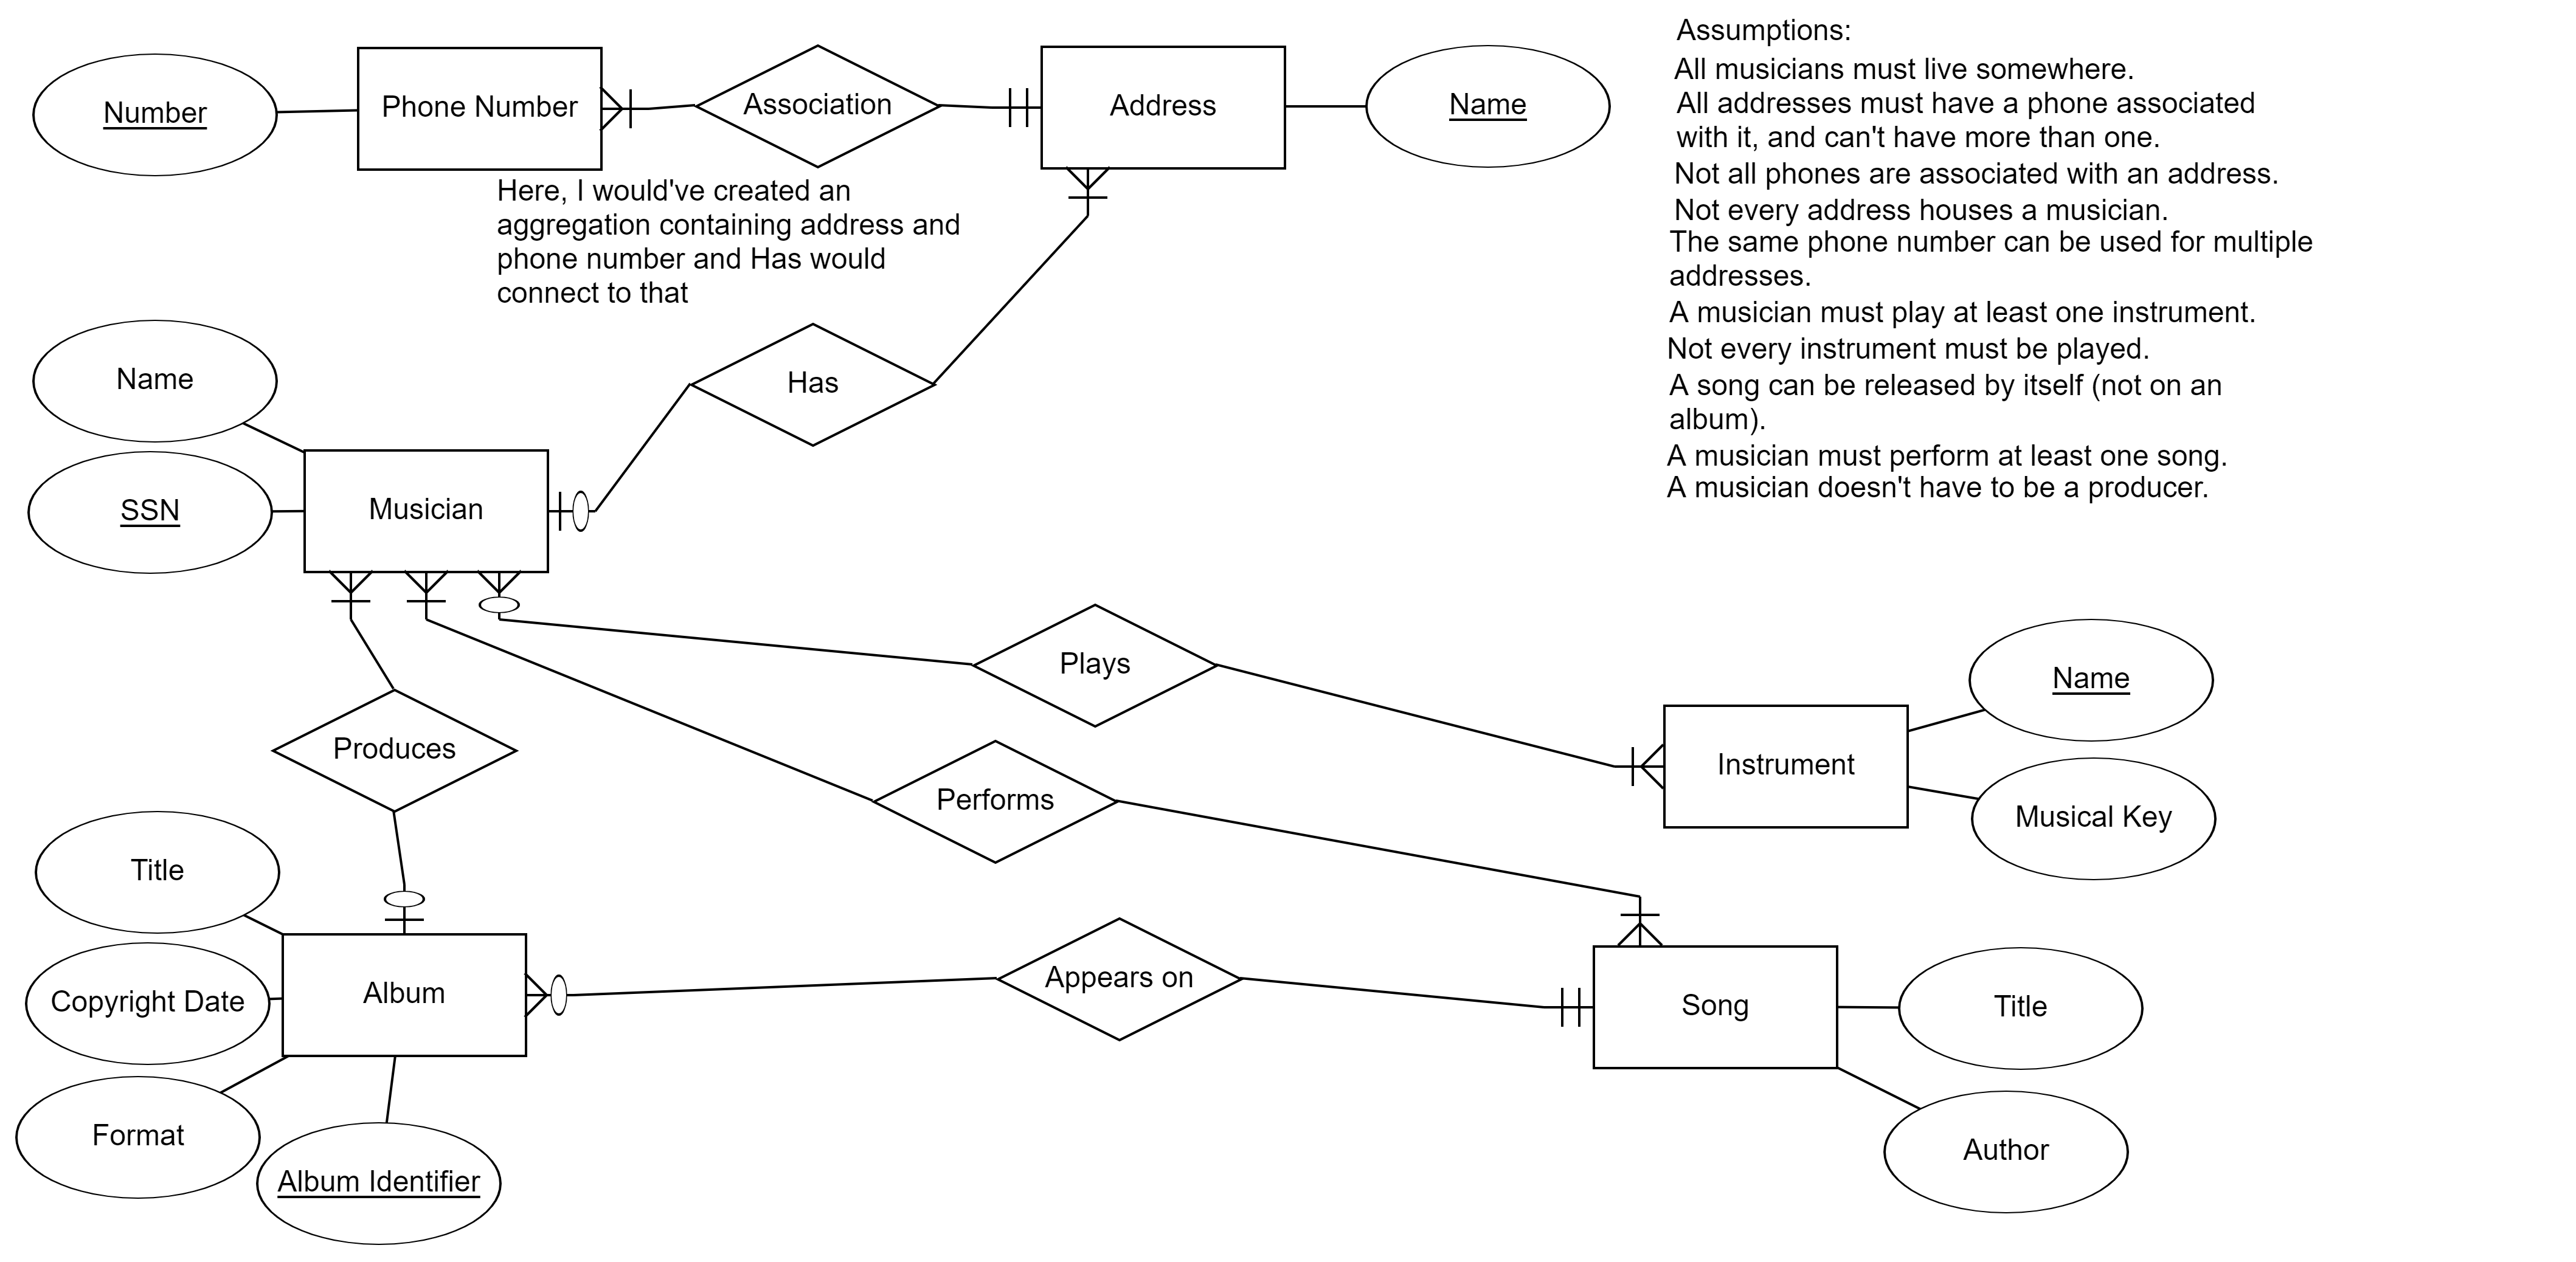 Assumptions:
All musicians must live somewhere.
All addresses must have a phone associated
with it, and can't have more than one.
Not all phones are associated with an address.
Not every address houses a musician.
The same phone number can be used for multiple
addresses.
A musician must play at least one instrument.
Not every instrument must be played.
A song can be released by itself (not on an
album).
A musician must perform at least one song.
A musician doesn't have to be a producer.
Number
Phone Number
Association
Address
Name
Here, I would've created an
aggregation containing address and
phone number and Has would
connect to that
Name
Has
SSN
Musician
Plays
Name
Produces
Performs
Instrument
Musical Key
Title
Copyright Date
Album
Appears on
Song
Title
Format
Author
Album Identifier